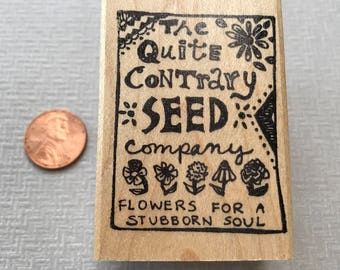 The
Quite
Contrary
SEED
company
FLOWERS FOR A
STUBBORN SOUL